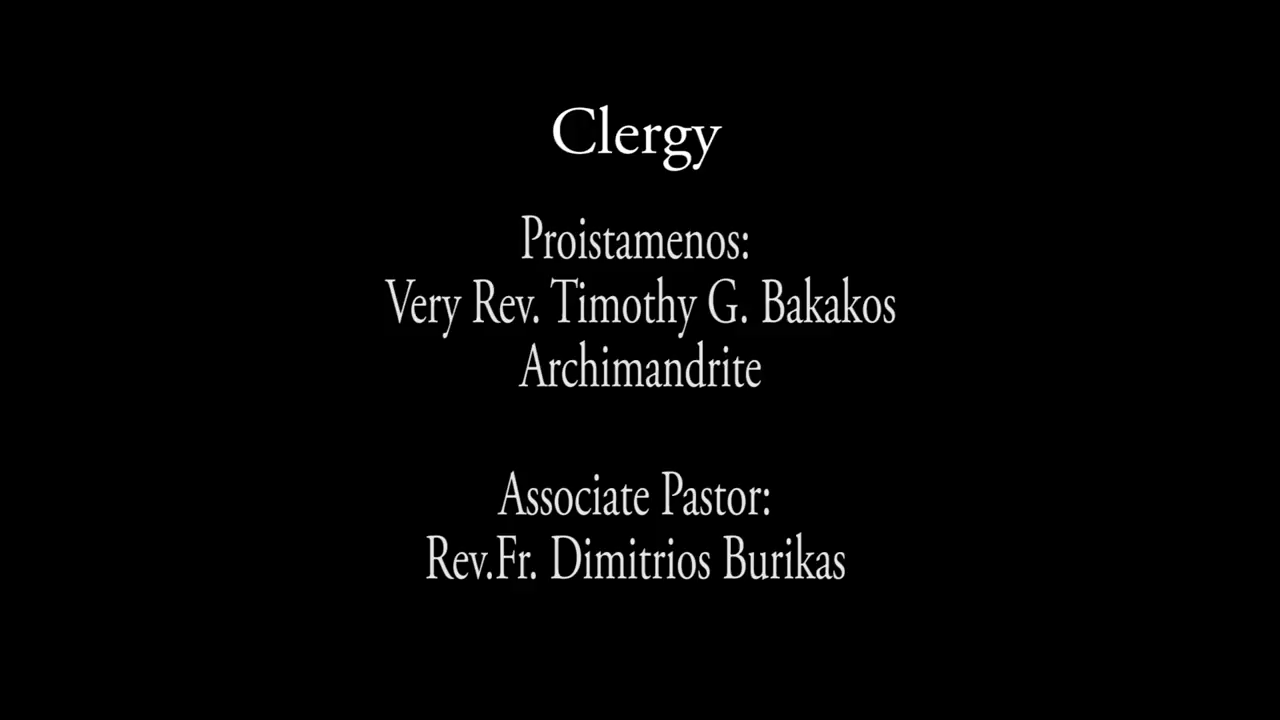 Clergy
Proistamenos:
Very Rev. Timothy G. Bakakos
Archimandrite
Associate Pastor:
Rev.Fr. Dimitrios Burikas